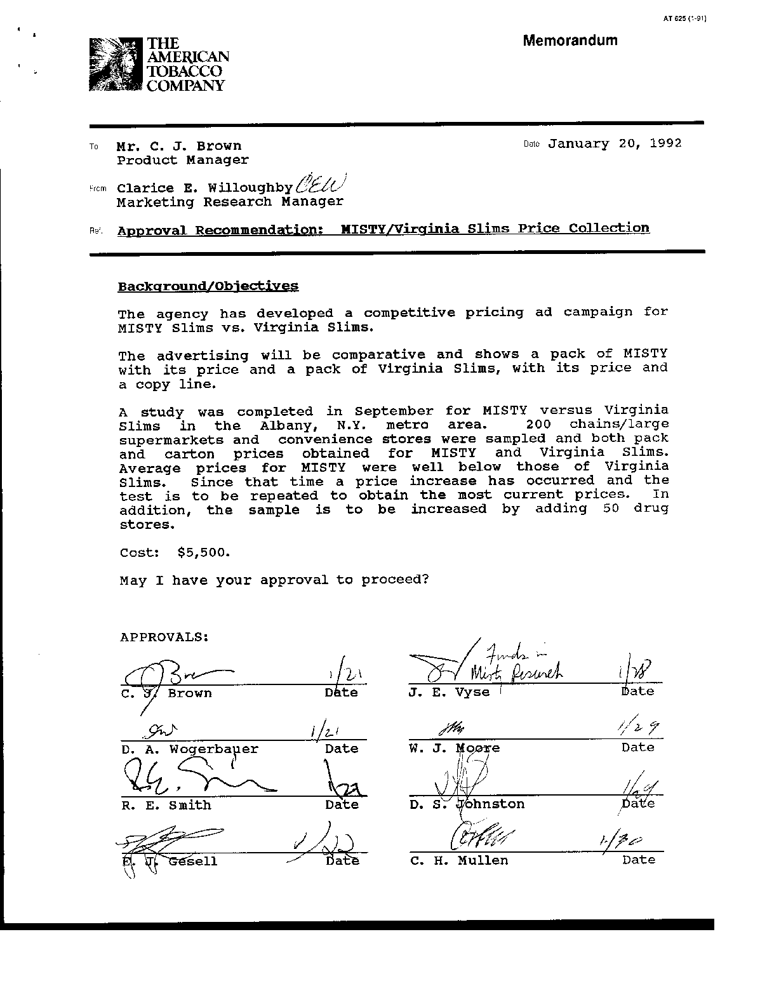 AT 625 (1-91)
THE
AMERICAN
TOBACCO
COMPANY
Memorandum
To Mr. C. J. Brown
Product Manager
Date January 20, 1992
From Clarice E. Willoughby CEW
Marketing Research Manager
Re: Approval Recommendation: MISTY/Virginia Slims Price Collection
Background/Objectives
The agency has developed a competitive pricing ad campaign for
MISTY Slims vs. Virginia Slims.
The advertising will be comparative and shows a pack of MISTY
with its price and a pack of Virginia Slims, with its price and
a copy line.
A study was completed in September for MISTY versus Virginia
Slims in the Albany, N.Y. metro area. 200 chains/large
supermarkets and convenience stores were sampled and both pack
and carton prices obtained for MISTY and Virginia Slims.
Average prices for MISTY were well below those of Virginia
Slims. Since that time a price increase has occurred and the
test is to be repeated to obtain the most current prices. In
addition, the sample is to be increased by adding 50 drug
stores.
Cost: $5,500.
May I have your approval to proceed?
APPROVALS:
1/21
C. J. Brown Date
Funds in
Misty Research 1/28
J. E. Vyse Date
1/21
D. A. Wogerbauer Date
1/29
W. J. Moore Date
R. E. Smith Date
1/29
D. S. Johnston Date
1/22
E. J. Gesell Date
1/30
C. H. Mullen Date